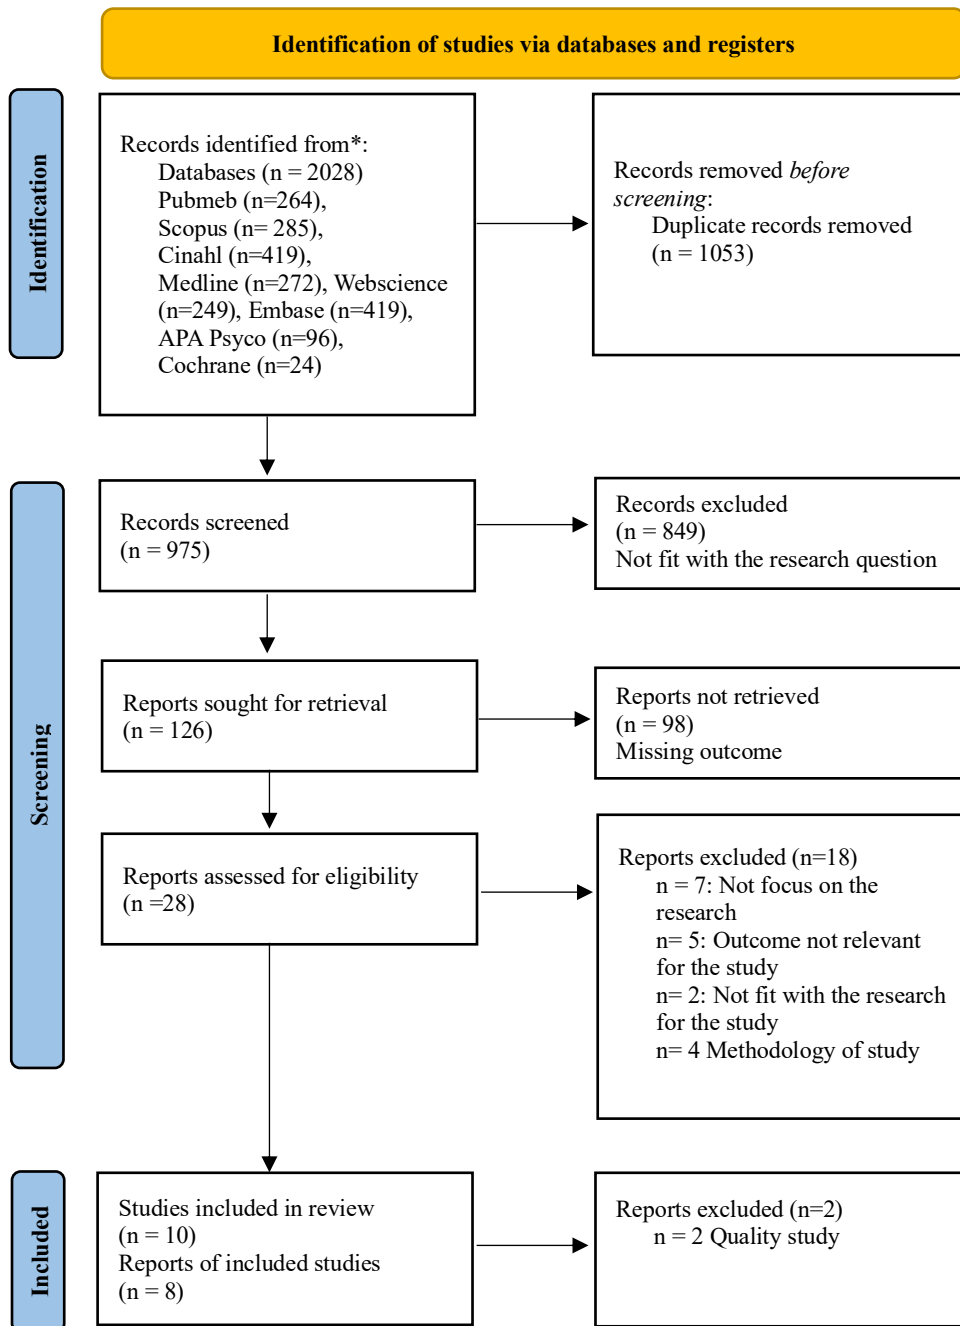 Identification of studies via databases and registers
Identification
Records identified from*:
Databases (n = 2028)
Pubmeb (n=264),
Scopus (n= 285),
Cinahl (n=419),
Medline (n=272), Webscience
(n=249), Embase (n=419),
APA Psyco (n=96),
Cochrane (n=24)
Records removed before
screening:
Duplicate records removed
(n = 1053)
Screening
Records screened
(n = 975)
Records excluded
(n = 849)
Not fit with the research question
Reports sought for retrieval
(n = 126)
Reports not retrieved
(n = 98)
Missing outcome
Reports assessed for eligibility
(n =28)
Reports excluded (n=18)
n = 7: Not focus on the
research
n= 5: Outcome not relevant
for the study
n= 2: Not fit with the research
for the study
n= 4 Methodology of study
Included
Studies included in review
(n = 10)
Reports of included studies
(n = 8)
Reports excluded (n=2)
n = 2 Quality study